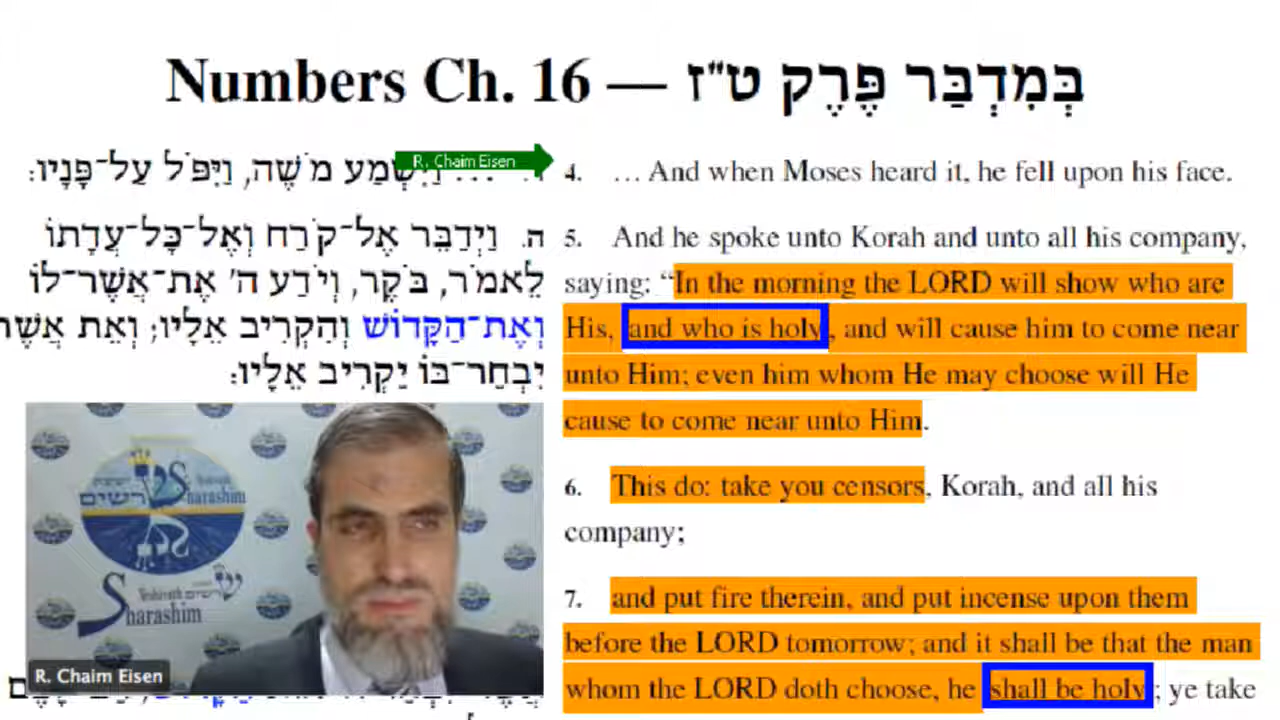 Numbers Ch. 16 — בְּמִדְבַּר פֶּרֶק ט"ז
וַיִּשְׁמַע מֹשֶׁה, וַיִּפֹּל עַל־פָּנָיו:
R. Chaim Eisen
ה. וַיְדַבֵּר אֶל־קֹרַח וְאֶל־כָּל־עֲדָתוֹ
לֵאמֹר, בֹּקֶר, וְיֹדַע ה' אֶת־אֲשֶׁר־לוֹ
וְאֶת־הַקָּדוֹשׁ וְהִקְרִיב אֵלָיו; וְאֵת אֲשֶׁר
יִבְחַר־בּוֹ יַקְרִיב אֵלָיו:
4. … And when Moses heard it, he fell upon his face.
5. And he spoke unto Korah and unto all his company,
saying: “In the morning the LORD will show who are
His, and who is holy, and will cause him to come near
unto Him; even him whom He may choose will He
cause to come near unto Him.
6. This do: take you censors, Korah, and all his
company;
7. and put fire therein, and put incense upon them
before the LORD tomorrow; and it shall be that the man
whom the LORD doth choose, he shall be holy; ye take
ישיבת
Yeshivath
שרשים
Sharashim
Yeshivath שרשים
Sharashim
R. Chaim Eisen